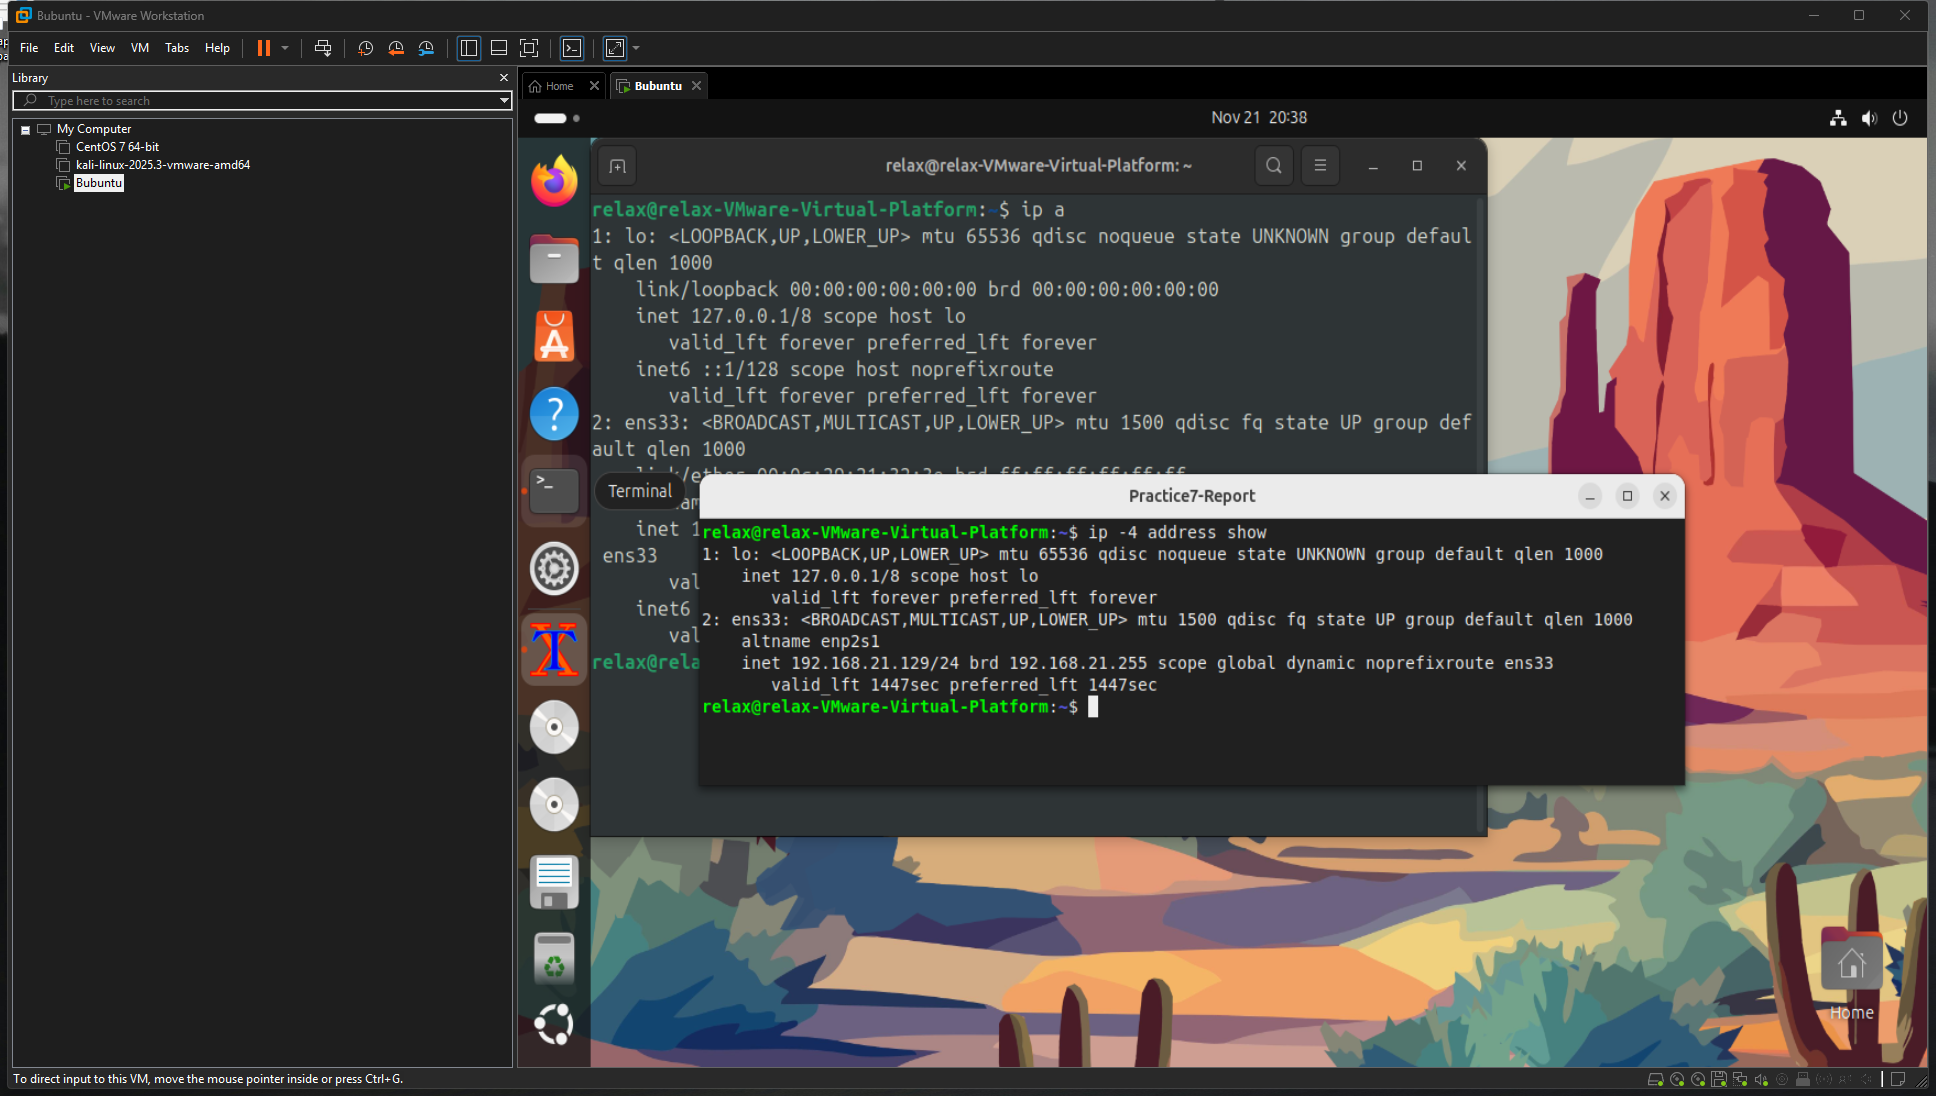 Bubuntu - VMware Workstation
File Edit View VM Tabs Help
Library
Type here to search
My Computer
CentOS 7 64-bit
kali-linux-2025.3-vmware-amd64
Bubuntu
Home
Bubuntu
Nov 21 20:38
relax@relax-VMware-Virtual-Platform: ~
relax@relax-VMware-Virtual-Platform:~$ ip a
1: lo: <LOOPBACK,UP,LOWER_UP> mtu 65536 qdisc noqueue state UNKNOWN group defaul
t qlen 1000
link/loopback 00:00:00:00:00:00 brd 00:00:00:00:00:00
inet 127.0.0.1/8 scope host lo
valid_lft forever preferred_lft forever
inet6 ::1/128 scope host noprefixroute
valid_lft forever preferred_lft forever
2: ens33: <BROADCAST,MULTICAST,UP,LOWER_UP> mtu 1500 qdisc fq state UP group def
ault qlen 1000
Terminal
inet 1
ens33
val
inet6
val
relax@rela
Practice7-Report
relax@relax-VMware-Virtual-Platform:~$ ip -4 address show
1: lo: <LOOPBACK,UP,LOWER_UP> mtu 65536 qdisc noqueue state UNKNOWN group default qlen 1000
inet 127.0.0.1/8 scope host lo
valid_lft forever preferred_lft forever
2: ens33: <BROADCAST,MULTICAST,UP,LOWER_UP> mtu 1500 qdisc fq state UP group default qlen 1000
altname enp2s1
inet 192.168.21.129/24 brd 192.168.21.255 scope global dynamic noprefixroute ens33
valid_lft 1447sec preferred_lft 1447sec
relax@relax-VMware-Virtual-Platform:~$
Home
To direct input to this VM, move the mouse pointer inside or press Ctrl+G.